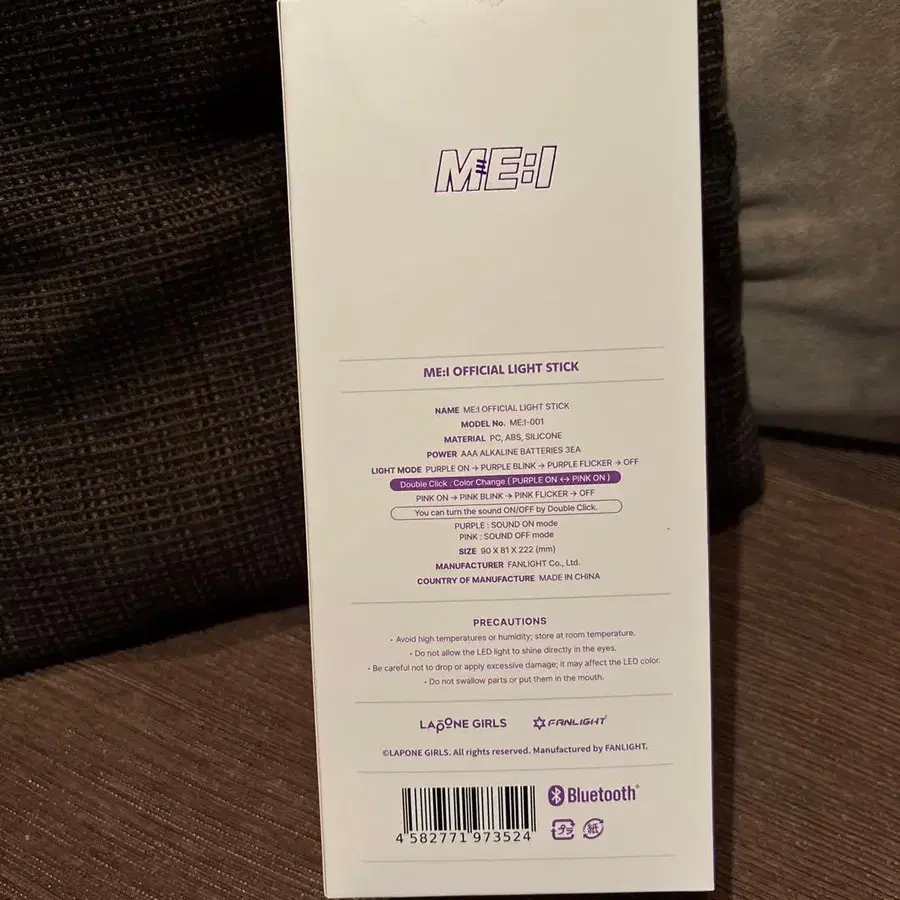 ME:I
ME:I OFFICIAL LIGHT STICK
NAME ME:I OFFICIAL LIGHT STICK
MODEL No. ME:I-001
MATERIAL PC, ABS, SILICONE
POWER AAA ALKALINE BATTERIES 3EA
LIGHT MODE PURPLE ON → PURPLE BLINK → PURPLE FLICKER → OFF
Double Click : Color Change ( PURPLE ON ↔ PINK ON )
PINK ON → PINK BLINK → PINK FLICKER → OFF
You can turn the sound ON/OFF by Double Click.
PURPLE : SOUND ON mode
PINK : SOUND OFF mode
SIZE 90 X 81 X 222 (mm)
MANUFACTURER FANLIGHT Co., Ltd.
COUNTRY OF MANUFACTURE MADE IN CHINA
PRECAUTIONS
• Avoid high temperatures or humidity; store at room temperature.
• Do not allow the LED light to shine directly in the eyes.
• Be careful not to drop or apply excessive damage; it may affect the LED color.
• Do not swallow parts or put them in the mouth.
LAPONE GIRLS FANLIGHT
©LAPONE GIRLS. All rights reserved. Manufactured by FANLIGHT.
Bluetooth®
4 582771 973524
プラ 紙